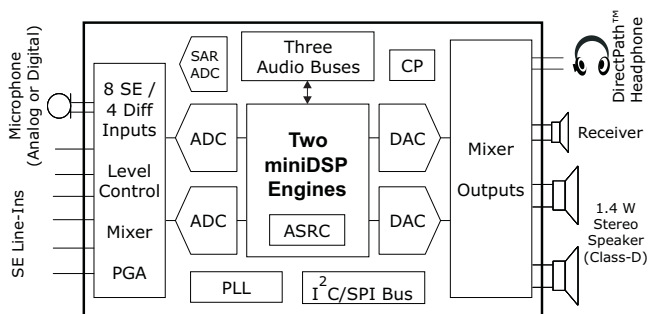 Microphone
(Analog or Digital)
SE Line-Ins
8 SE /
4 Diff
Inputs
Level
Control
Mixer
PGA
SAR
ADC
Three
Audio Buses
CP
ADC
ADC
Two
miniDSP
Engines
ASRC
DAC
DAC
PLL
I2C/SPI Bus
Mixer
Outputs
DirectPath™
Headphone
Receiver
1.4 W
Stereo
Speaker
(Class-D)